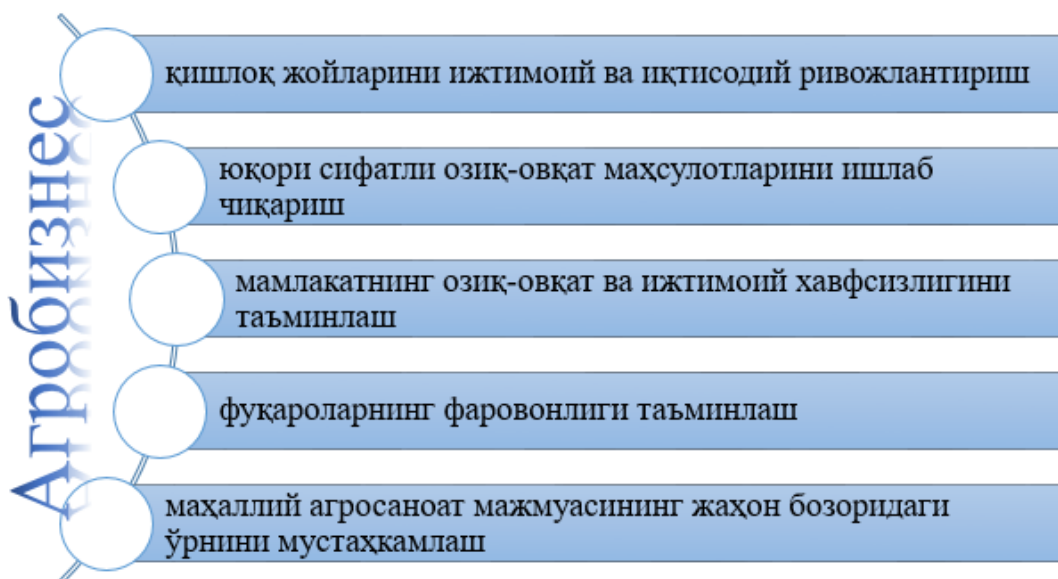 Агробизнес
қишлоқ жойларини ижтимоий ва иқтисодий ривожлантириш
юқори сифатли озиқ-овқат маҳсулотларини ишлаб
чиқариш
мамлакатнинг озиқ-овқат ва ижтимоий хавфсизлигини
таъминлаш
фуқароларнинг фаровонлиги таъминлаш
маҳаллий агросаноат мажмуасининг жаҳон бозоридаги
ўрнини мустаҳкамлаш